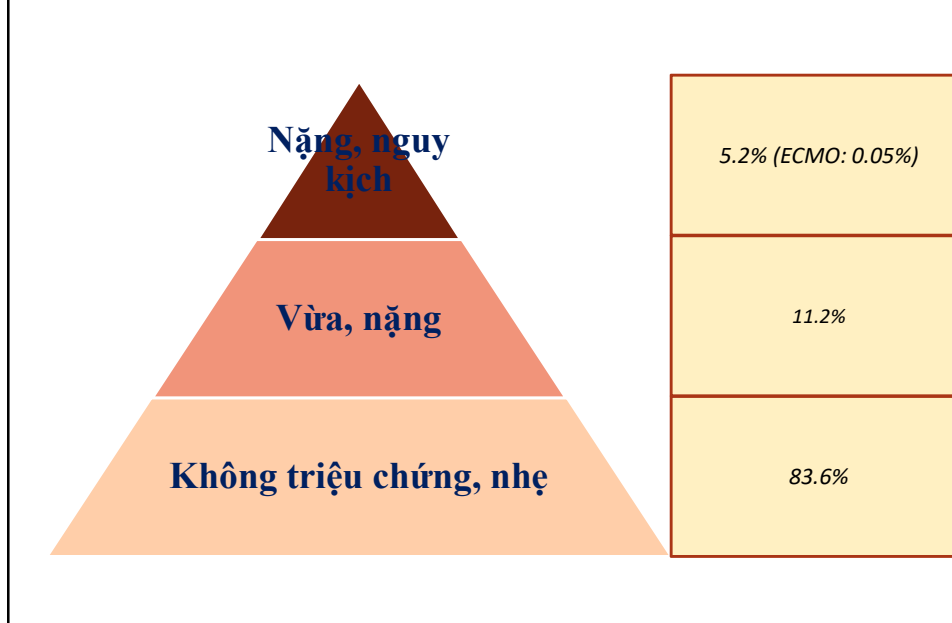 Nặng, nguy
kịch
5.2% (ECMO: 0.05%)
Vừa, nặng
11.2%
Không triệu chứng, nhẹ
83.6%